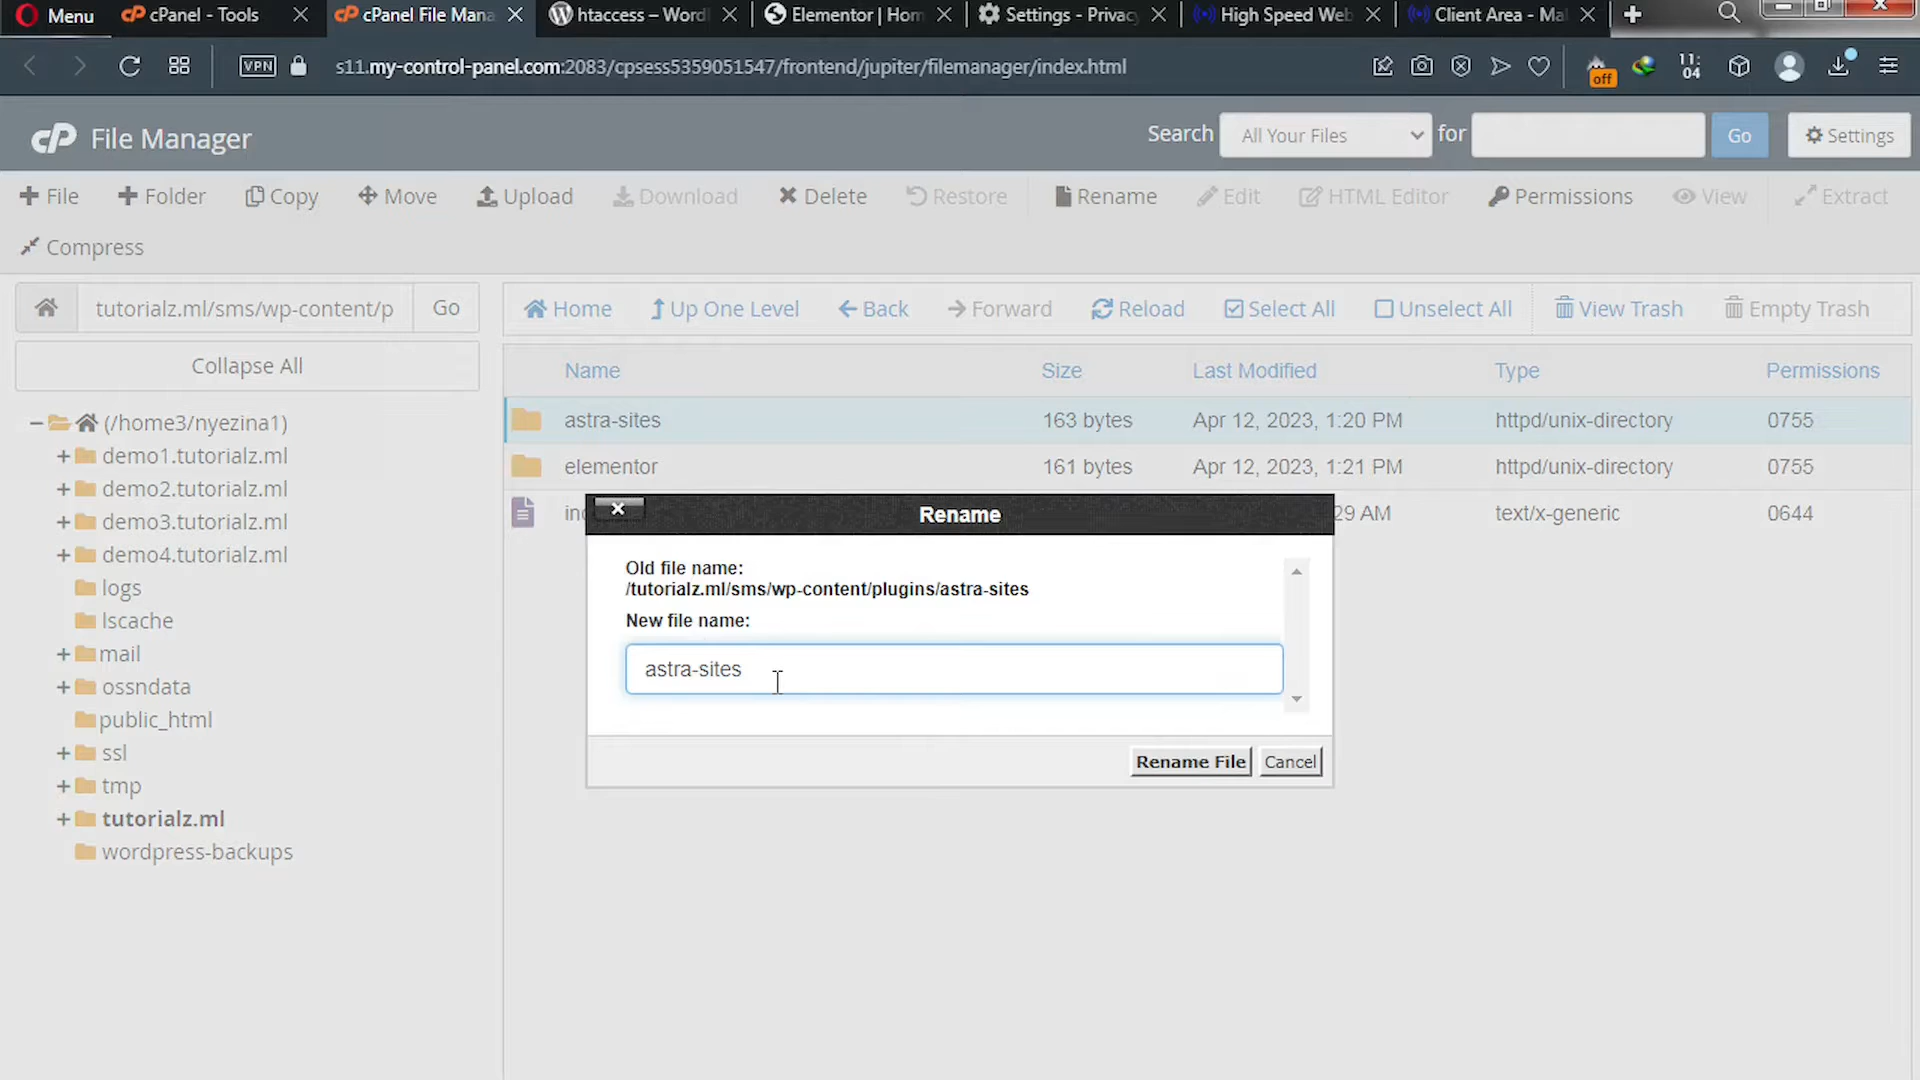 Menu
cPanel - Tools
cPanel File Mana
htaccess – Word
Elementor | Hom
Settings - Privacy
High Speed Web
Client Area - Mal
VPN
s11.my-control-panel.com:2083/cpsess5359051547/frontend/jupiter/filemanager/index.html
off
11:
04
cP File Manager
Search
All Your Files
for
Go
Settings
File
Folder
Copy
Move
Upload
Download
Delete
Restore
Rename
Edit
HTML Editor
Permissions
View
Extract
Compress
tutorialz.ml/sms/wp-content/p
Go
Home
Up One Level
Back
Forward
Reload
Select All
Unselect All
View Trash
Empty Trash
Collapse All
Name
Size
Last Modified
Type
Permissions
(/home3/nyezina1)
demo1.tutorialz.ml
demo2.tutorialz.ml
demo3.tutorialz.ml
demo4.tutorialz.ml
logs
lscache
mail
ossndata
public_html
ssl
tmp
tutorialz.ml
wordpress-backups
astra-sites 163 bytes Apr 12, 2023, 1:20 PM httpd/unix-directory 0755
elementor 161 bytes Apr 12, 2023, 1:21 PM httpd/unix-directory 0755
29 AM text/x-generic 0644
Rename
Old file name:
/tutorialz.ml/sms/wp-content/plugins/astra-sites
New file name:
astra-sites
Rename File
Cancel